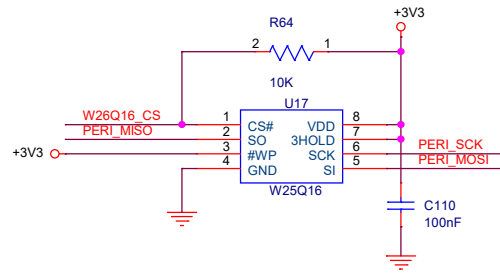 R64
+3V3
2
1
10K
U17
W26Q16_CS
1
CS#
VDD
8
PERI_MISO
2
SO
3HOLD
7
+3V3
3
#WP
SCK
6
PERI_SCK
4
GND
SI
5
PERI_MOSI
W25Q16
C110
100nF